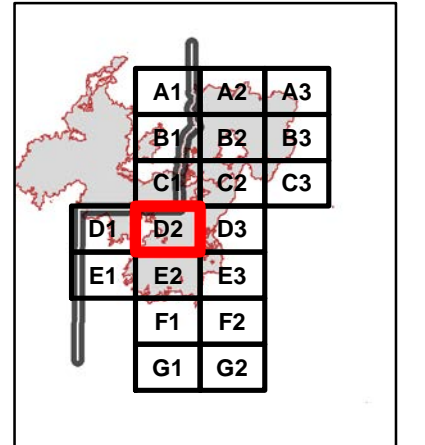 A1 A2 A3
B1 B2 B3
C1 C2 C3
D1 D2 D3
E1 E2 E3
F1 F2
G1 G2